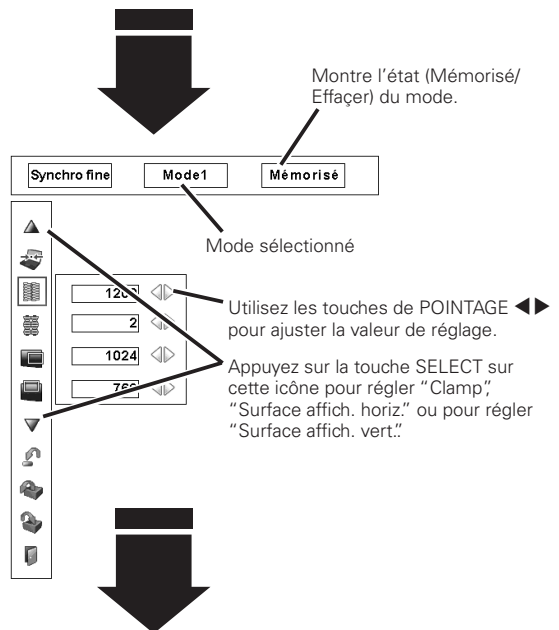 Montre l’état (Mémorisé/
Effaçer) du mode.
Synchro fine
Mode1
Mémorisé
Mode sélectionné
2
1024
Utilisez les touches de POINTAGE ◀▶
pour ajuster la valeur de réglage.
Appuyez sur la touche SELECT sur
cette icône pour régler “Clamp”,
“Surface affich. horiz.” ou pour régler
“Surface affich. vert.”.